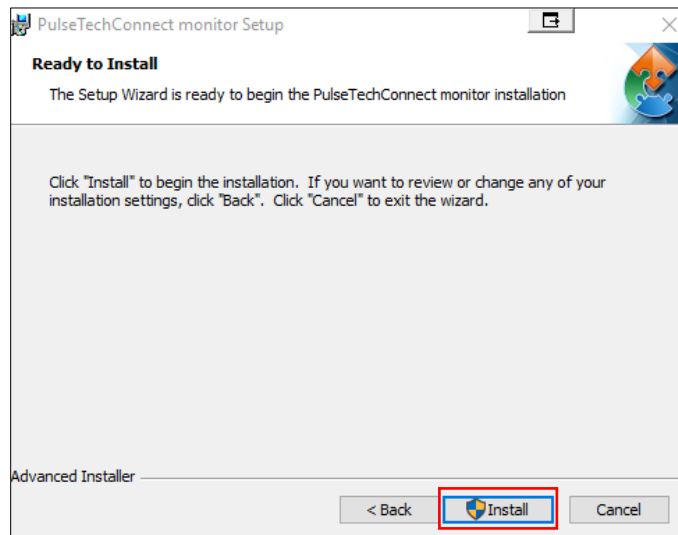 PulseTechConnect monitor Setup
Ready to Install
The Setup Wizard is ready to begin the PulseTechConnect monitor installation
Click "Install" to begin the installation. If you want to review or change any of your
installation settings, click "Back". Click "Cancel" to exit the wizard.
Advanced Installer
< Back Install Cancel